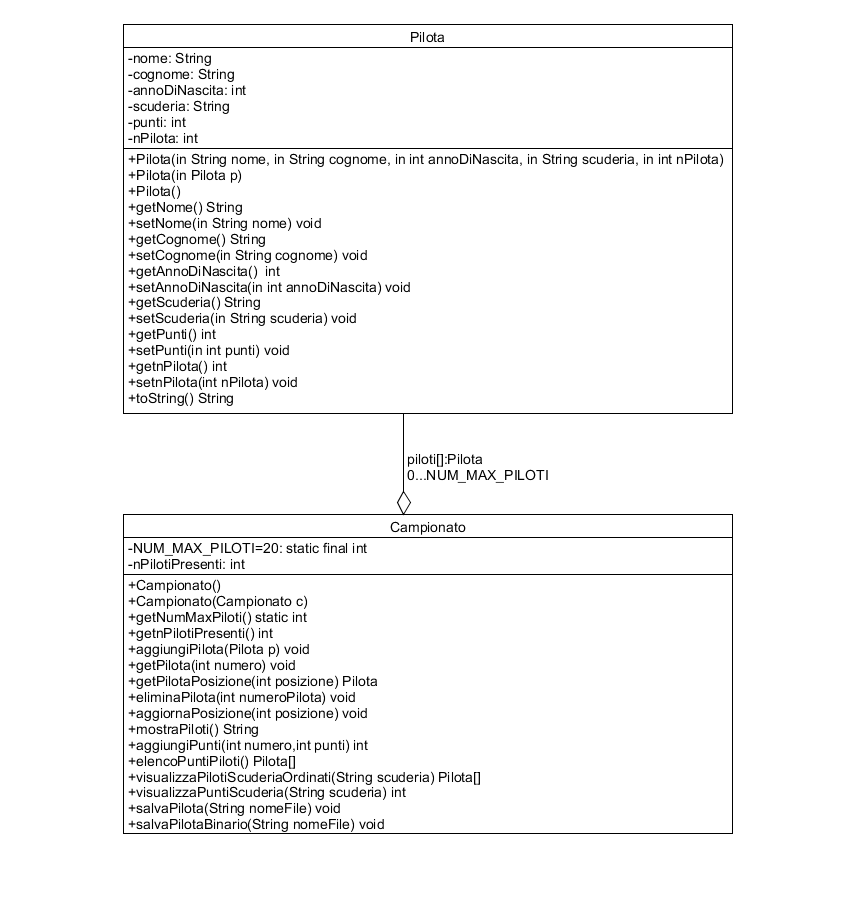 Pilota
-nome: String
-cognome: String
-annoDiNascita: int
-scuderia: String
-punti: int
-nPilota: int
+Pilota(in String nome, in String cognome, in int annoDiNascita, in String scuderia, in int nPilota)
+Pilota(in Pilota p)
+Pilota()
+getNome() String
+setNome(in String nome) void
+getCognome() String
+setCognome(in String cognome) void
+getAnnoDiNascita()  int
+setAnnoDiNascita(in int annoDiNascita) void
+getScuderia() String
+setScuderia(in String scuderia) void
+getPunti() int
+setPunti(in int punti) void
+getnPilota() int
+setnPilota(int nPilota) void
+toString() String
piloti[]:Pilota
0...NUM_MAX_PILOTI
Campionato
-NUM_MAX_PILOTI=20: static final int
-nPilotiPresenti: int
+Campionato()
+Campionato(Campionato c)
+getNumMaxPiloti() static int
+getnPilotiPresenti() int
+aggiungiPilota(Pilota p) void
+getPilota(int numero) void
+getPilotaPosizione(int posizione) Pilota
+eliminaPilota(int numeroPilota) void
+aggiornaPosizione(int posizione) void
+mostraPiloti() String
+aggiungiPunti(int numero,int punti) int
+elencoPuntiPiloti() Pilota[]
+visualizzaPilotiScuderiaOrdinati(String scuderia) Pilota[]
+visualizzaPuntiScuderia(String scuderia) int
+salvaPilota(String nomeFile) void
+salvaPilotaBinario(String nomeFile) void